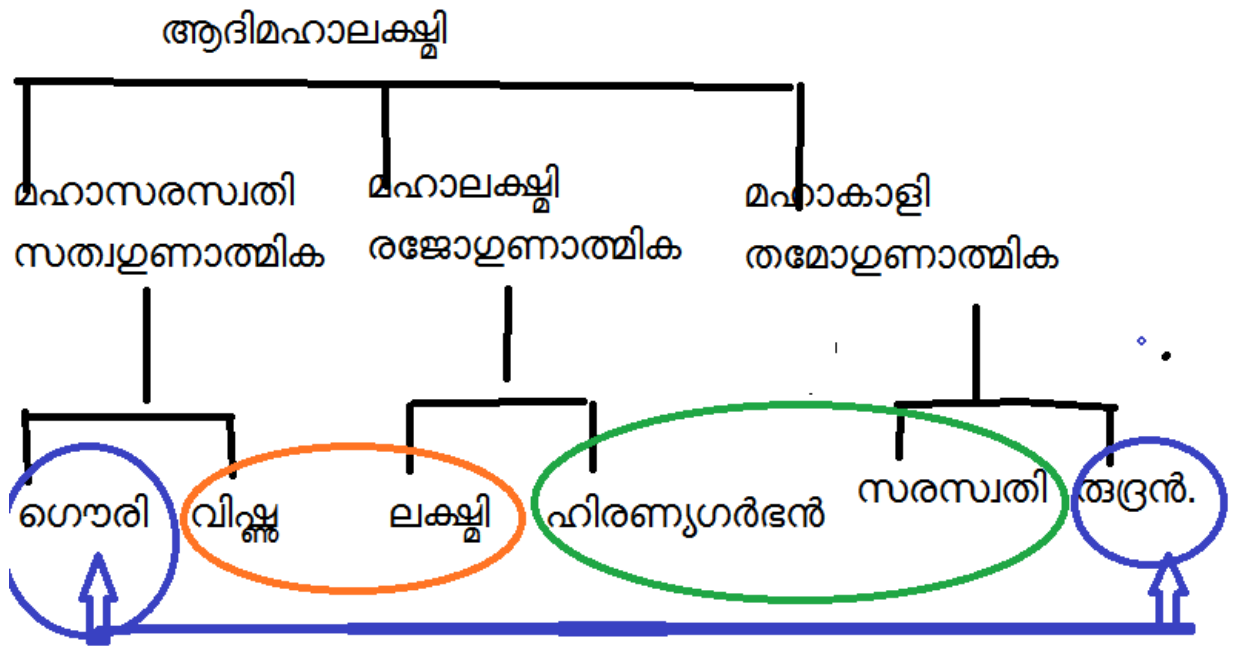 ആദിമഹാലക്ഷ്മി
മഹാസരസ്വതി മഹാലക്ഷ്മി മഹാകാളി
സത്വഗുണാത്മിക രജോഗുണാത്മിക തമോഗുണാത്മിക
ഗൌരി വിഷ്ണു ലക്ഷ്മി ഹിരണ്യഗർഭൻ സരസ്വതി രുദ്രൻ.